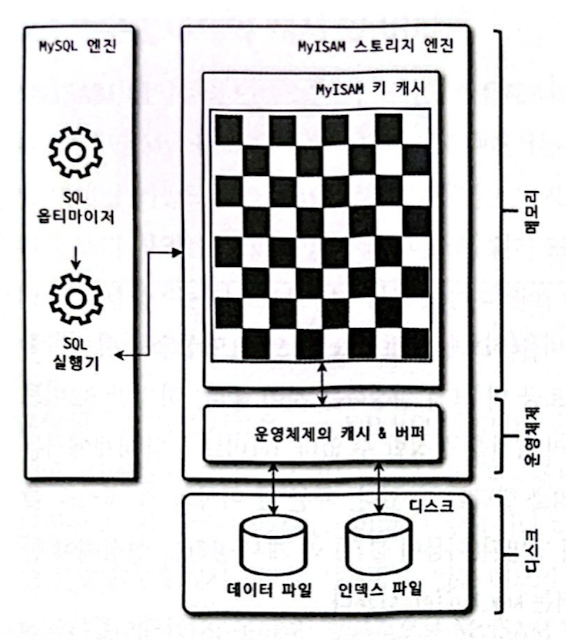 MySQL 엔진
SQL
옵티마이저
SQL
실행기
MyISAM 스토리지 엔진
MyISAM 키 캐시
운영체제의 캐시 & 버퍼
디스크
데이터 파일
인덱스 파일
메모리
운영체제
디스크